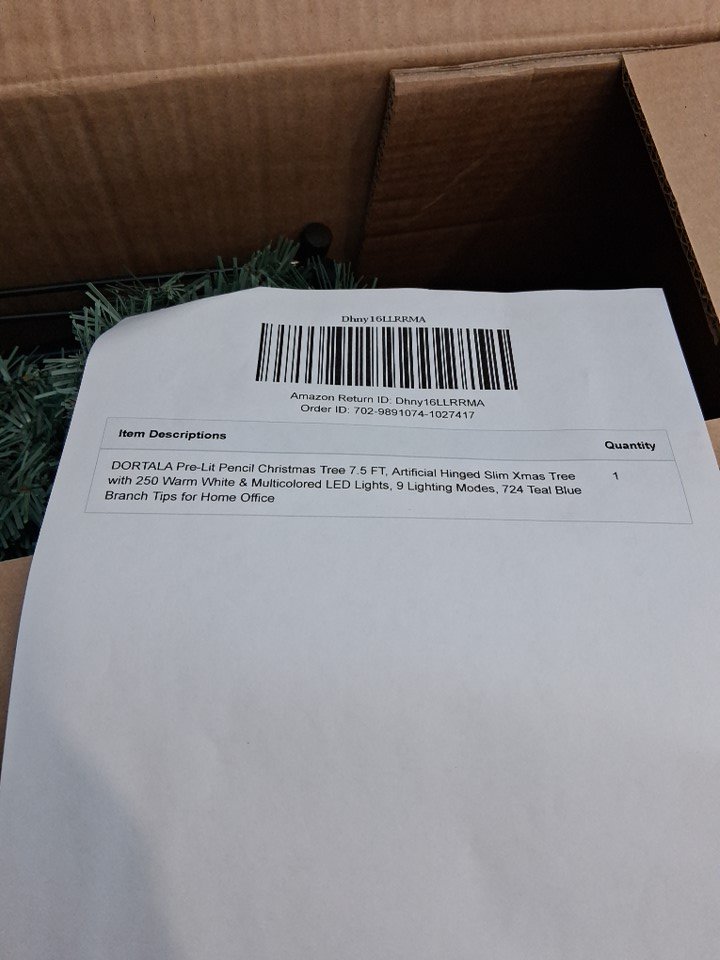 Dhny16LLRRMA
Amazon Return ID: Dhny16LLRRMA
Order ID: 702-9891074-1027417
Item Descriptions
Quantity
DORTALA Pre-Lit Pencil Christmas Tree 7.5 FT, Artificial Hinged Slim Xmas Tree
1
with 250 Warm White & Multicolored LED Lights, 9 Lighting Modes, 724 Teal Blue
Branch Tips for Home Office